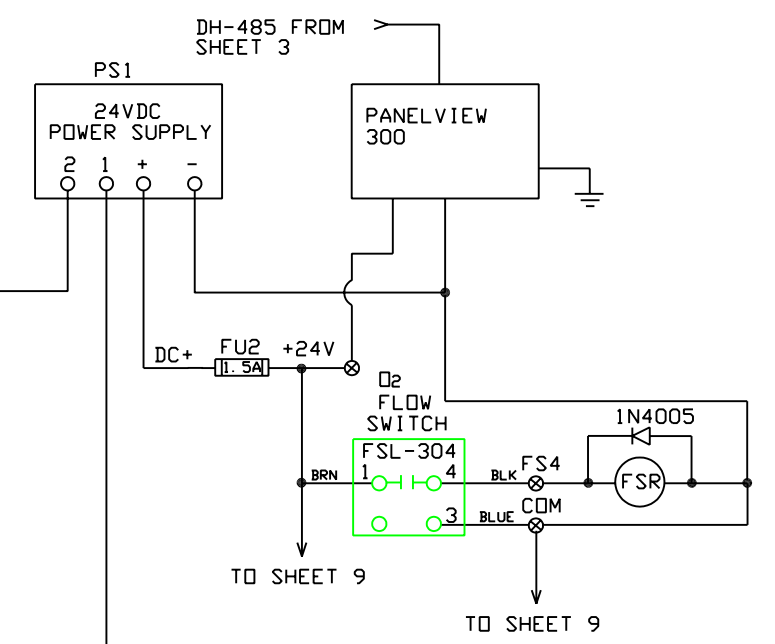 DH-485 FROM
SHEET 3
PS1
24VDC
POWER SUPPLY
2 1 + -
PANELVIEW
300
DC+
FU2
1.5A
+24V
O2
FLOW
SWITCH
FSL-304
1 4
BRN
BLK
FS4
1N4005
FSR
3
BLUE
COM
TO SHEET 9
TO SHEET 9